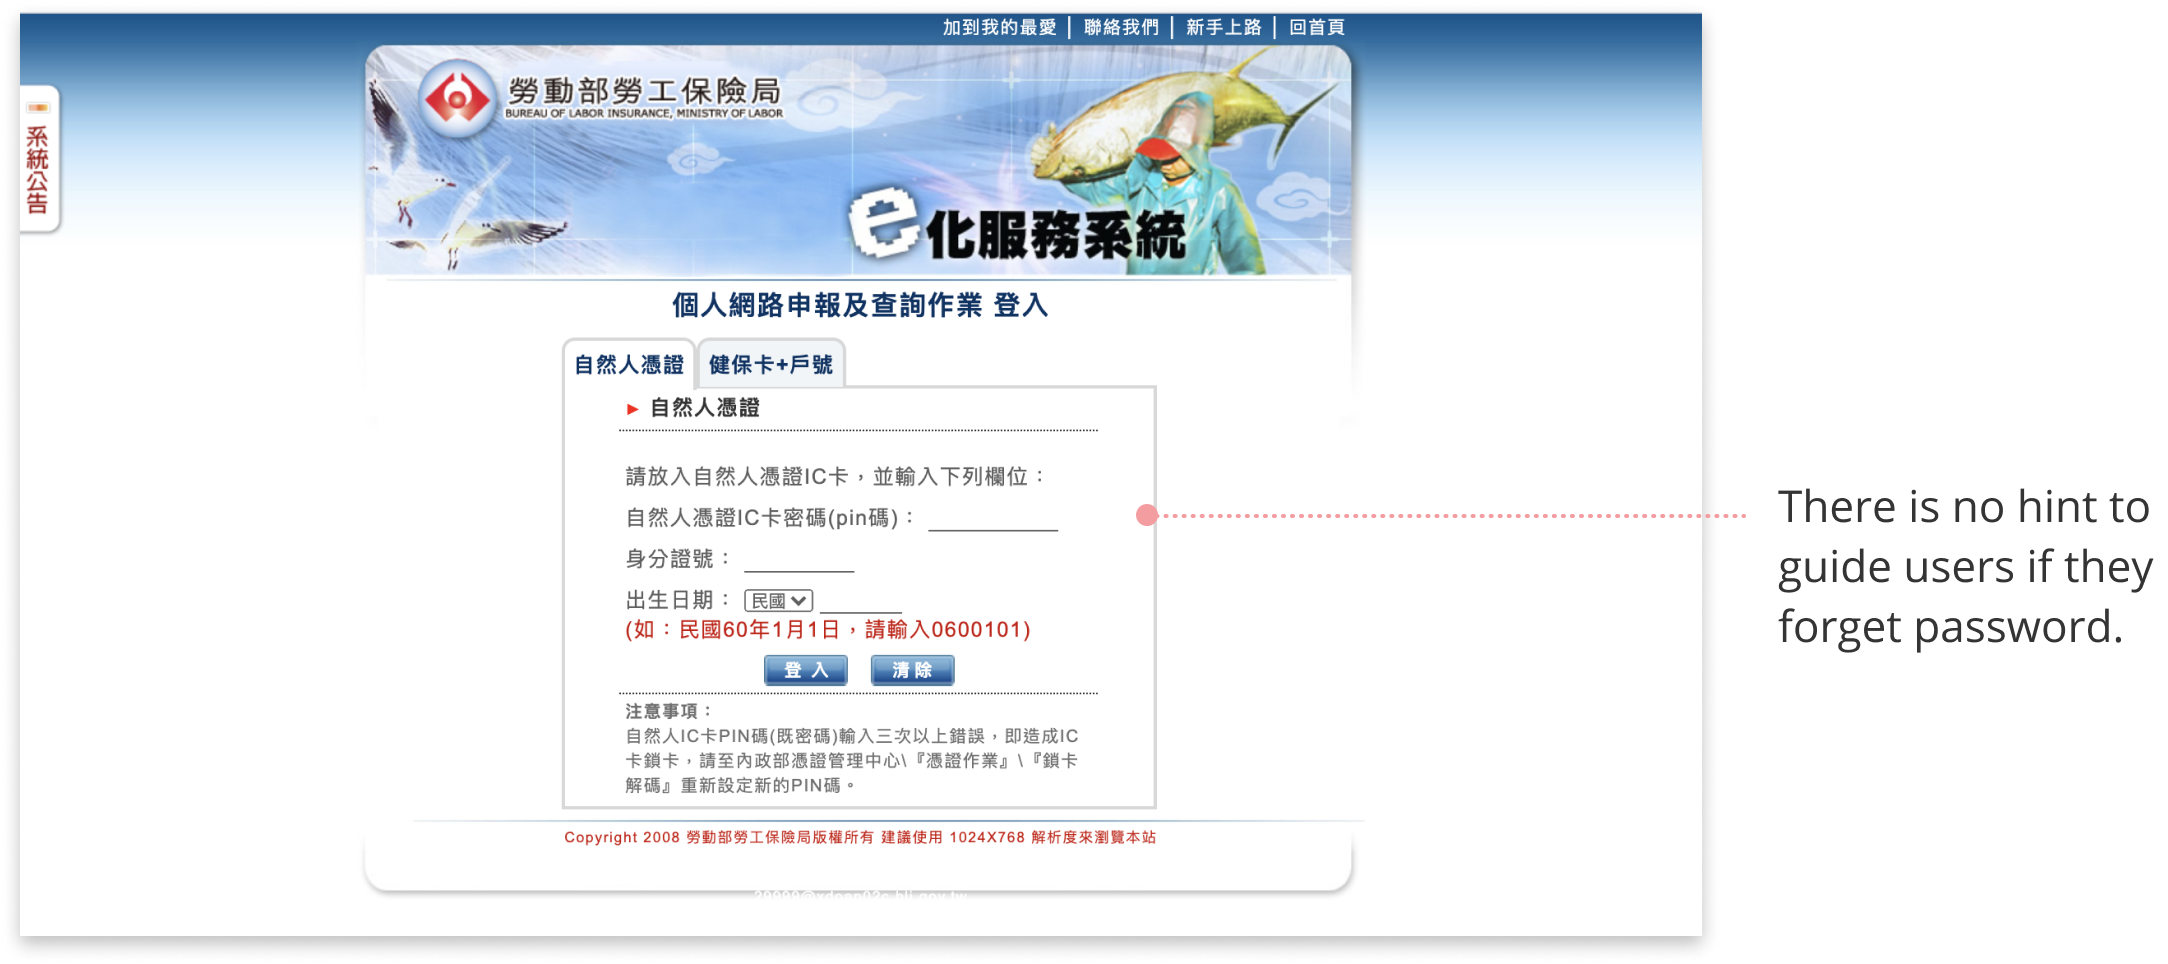 加到我的最愛 | 聯絡我們 | 新手上路 | 回首頁
系統公告
勞動部勞工保險局
BUREAU OF LABOR INSURANCE, MINISTRY OF LABOR
e化服務系統
個人網路申報及查詢作業 登入
自然人憑證 健保卡+戶號
► 自然人憑證
請放入自然人憑證IC卡，並輸入下列欄位：
自然人憑證IC卡密碼(pin碼)：
身分證號：
出生日期： 民國
(如：民國60年1月1日，請輸入0600101)
登 入 清 除
注意事項：
自然人IC卡PIN碼(既密碼)輸入三次以上錯誤，即造成IC
卡鎖卡，請至內政部憑證管理中心\『憑證作業』\『鎖卡
解碼』重新設定新的PIN碼。
Copyright 2008 勞動部勞工保險局版權所有 建議使用 1024X768 解析度來瀏覽本站
There is no hint to
guide users if they
forget password.